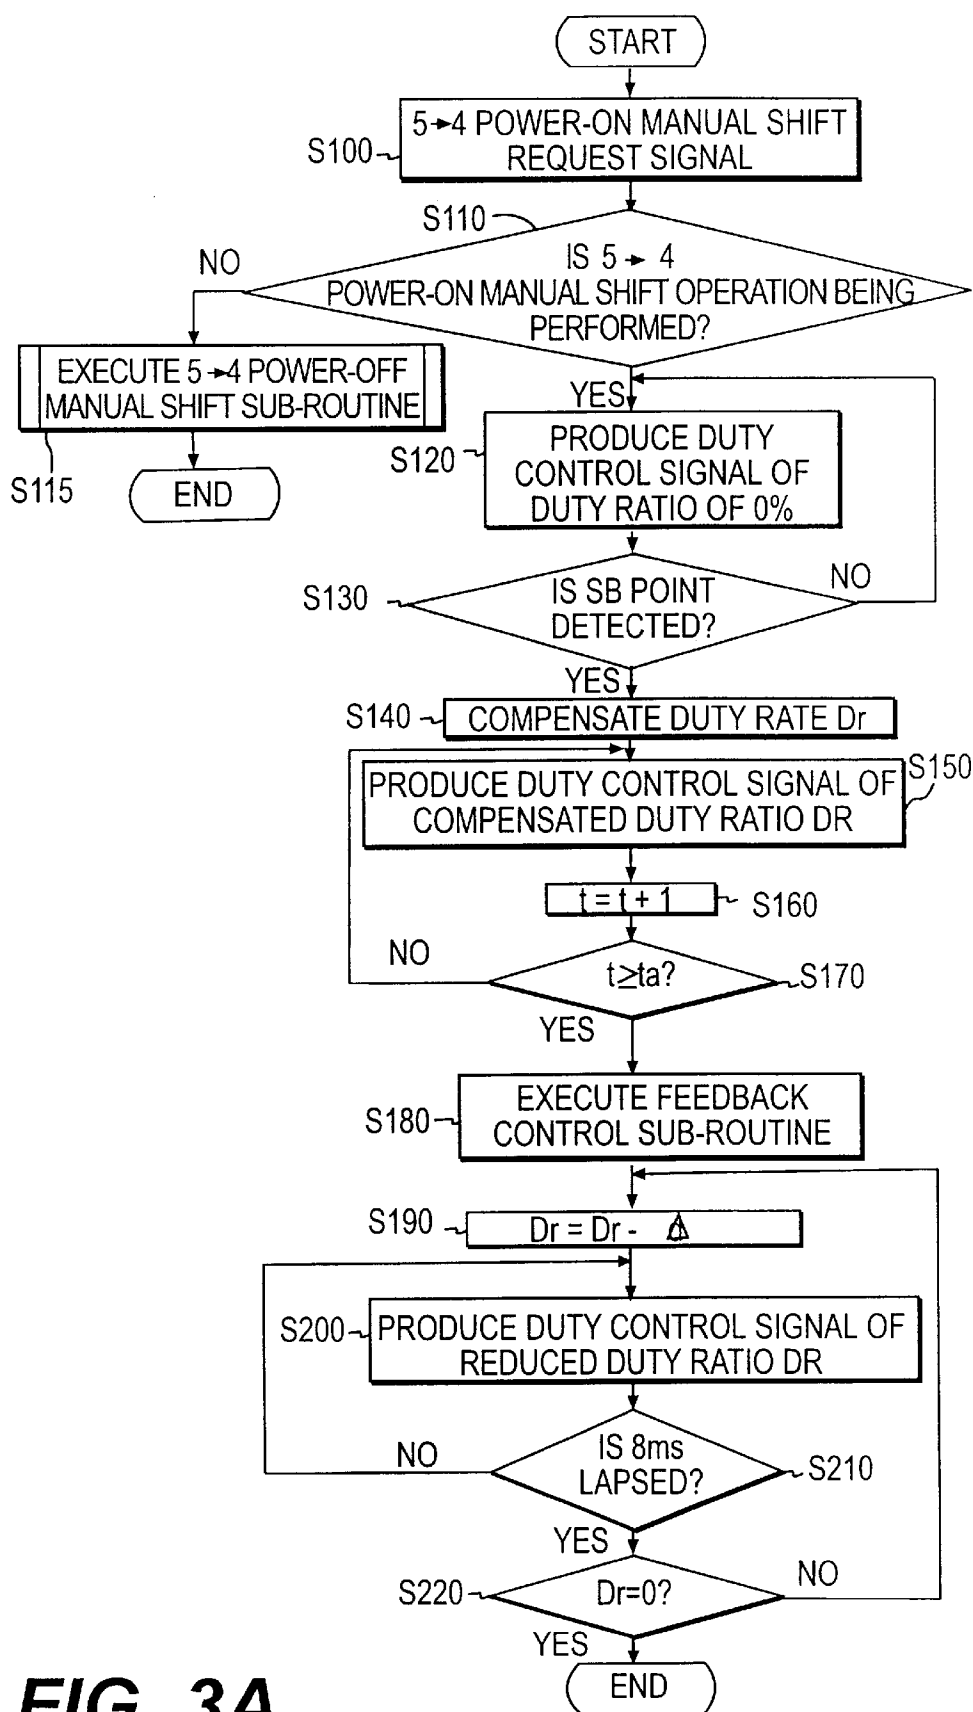 START
5→4 POWER-ON MANUAL SHIFT
REQUEST SIGNAL
S100
S110
IS 5 → 4
POWER-ON MANUAL SHIFT OPERATION BEING
PERFORMED?
NO
EXECUTE 5→4 POWER-OFF
MANUAL SHIFT SUB-ROUTINE
S115
END
YES
S120
PRODUCE DUTY
CONTROL SIGNAL OF
DUTY RATIO OF 0%
S130
IS SB POINT
DETECTED?
NO
YES
S140
COMPENSATE DUTY RATE Dr
S150
PRODUCE DUTY CONTROL SIGNAL OF
COMPENSATED DUTY RATIO DR
t = t + 1
S160
NO
t≥ta?
S170
YES
S180
EXECUTE FEEDBACK
CONTROL SUB-ROUTINE
S190
Dr = Dr -
S200
PRODUCE DUTY CONTROL SIGNAL OF
REDUCED DUTY RATIO DR
NO
IS 8ms
LAPSED?
S210
YES
S220
Dr=0?
NO
YES
END
FIG. 3A